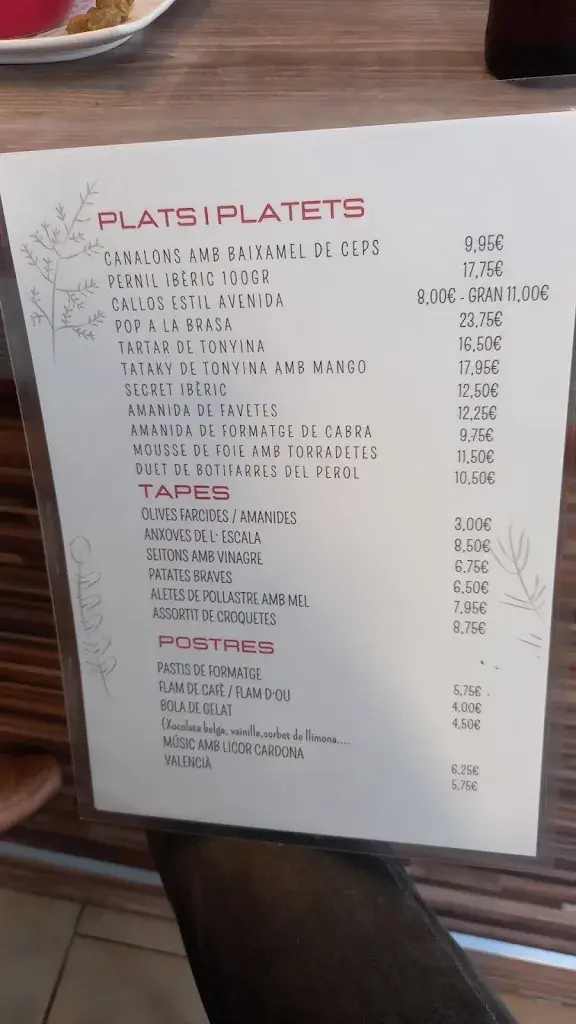 PLATS I PLATETS
CANALONS AMB BAIXAMEL DE CEPS 9,95€
PERNIL IBÈRIC 100GR 17,75€
CALLOS ESTIL AVENIDA 8,00€ - GRAN 11,00€
POP A LA BRASA 23,75€
TARTAR DE TONYINA 16,50€
TATAKY DE TONYINA AMB MANGO 17,95€
SECRET IBÈRIC 12,50€
AMANIDA DE FAVETES 12,25€
AMANIDA DE FORMATGE DE CABRA 9,75€
MOUSSE DE FOIE AMB TORRADETES 11,50€
DUET DE BOTIFARRES DEL PEROL 10,50€
TAPES
OLIVES FARCIDES / AMANIDES 3,00€
ANXOVES DE L' ESCALA 8,50€
SEITONS AMB VINAGRE 6,75€
PATATES BRAVES 6,50€
ALETES DE POLLASTRE AMB MEL 7,95€
ASSORTIT DE CROQUETES 8,75€
POSTRES
PASTIS DE FORMATGE 5,75€
FLAM DE CAFÈ / FLAM D'OU 4,00€
BOLA DE GELAT 4,50€
(Xocolata belga, vainilla,sorbet de llimona....
MÚSIC AMB LICOR CARDONA 6,25€
VALENCIÀ 5,75€